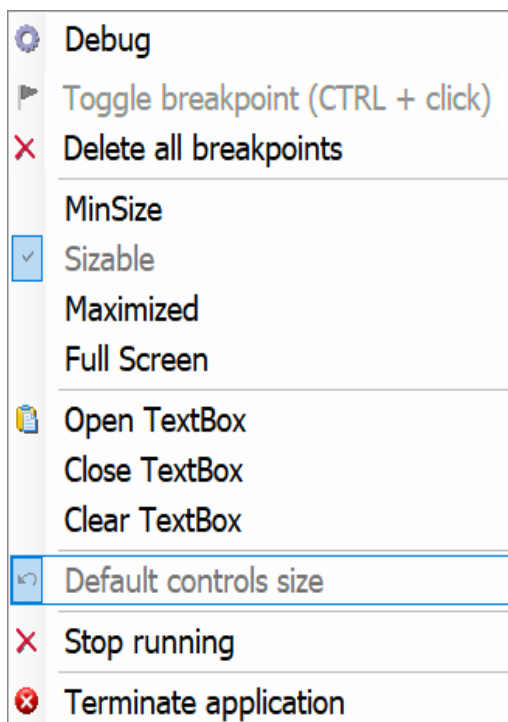 Debug
Toggle breakpoint (CTRL + click)
Delete all breakpoints
MinSize
Sizable
Maximized
Full Screen
Open TextBox
Close TextBox
Clear TextBox
Default controls size
Stop running
Terminate application